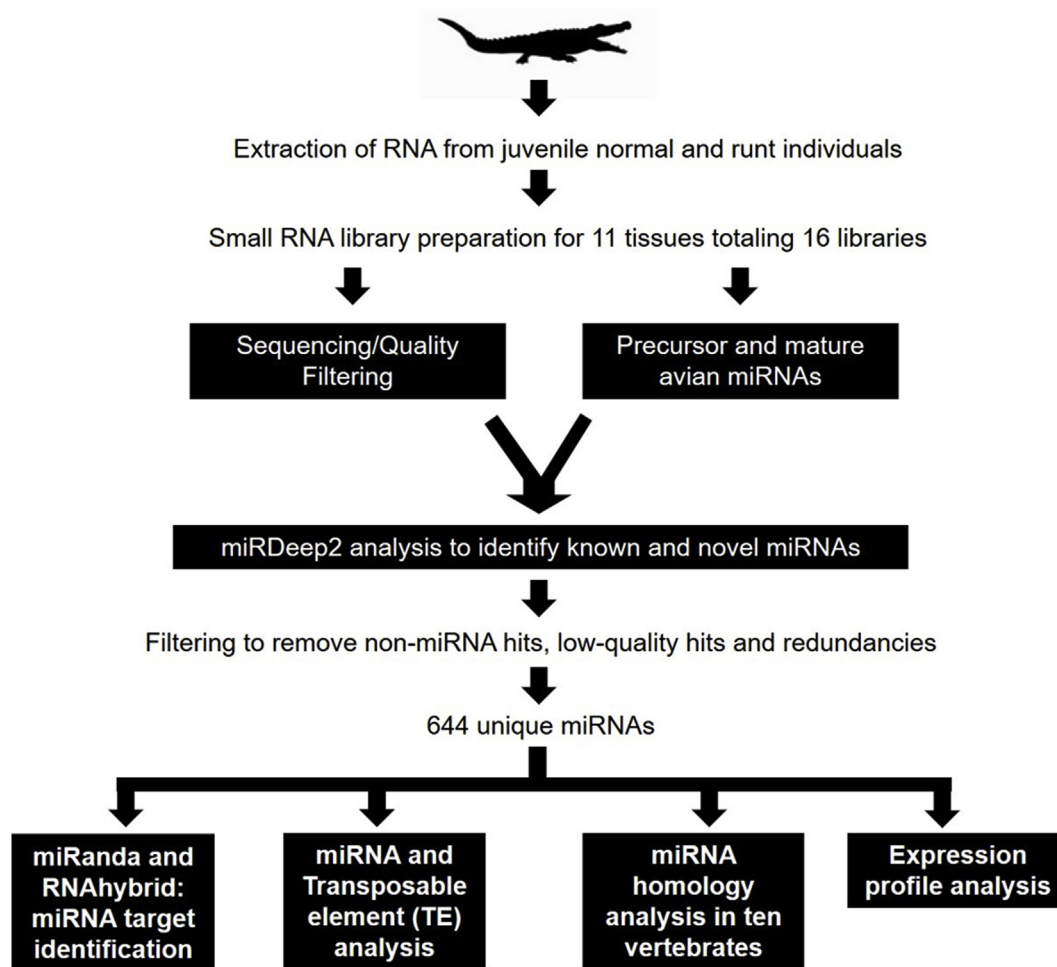 Extraction of RNA from juvenile normal and runt individuals
Small RNA library preparation for 11 tissues totaling 16 libraries
Sequencing/Quality
Filtering
Precursor and mature
avian miRNAs
miRDeep2 analysis to identify known and novel miRNAs
Filtering to remove non-miRNA hits, low-quality hits and redundancies
644 unique miRNAs
miRanda and
RNAhybrid:
miRNA target
identification
miRNA and
Transposable
element (TE)
analysis
miRNA
homology
analysis in ten
vertebrates
Expression
profile analysis